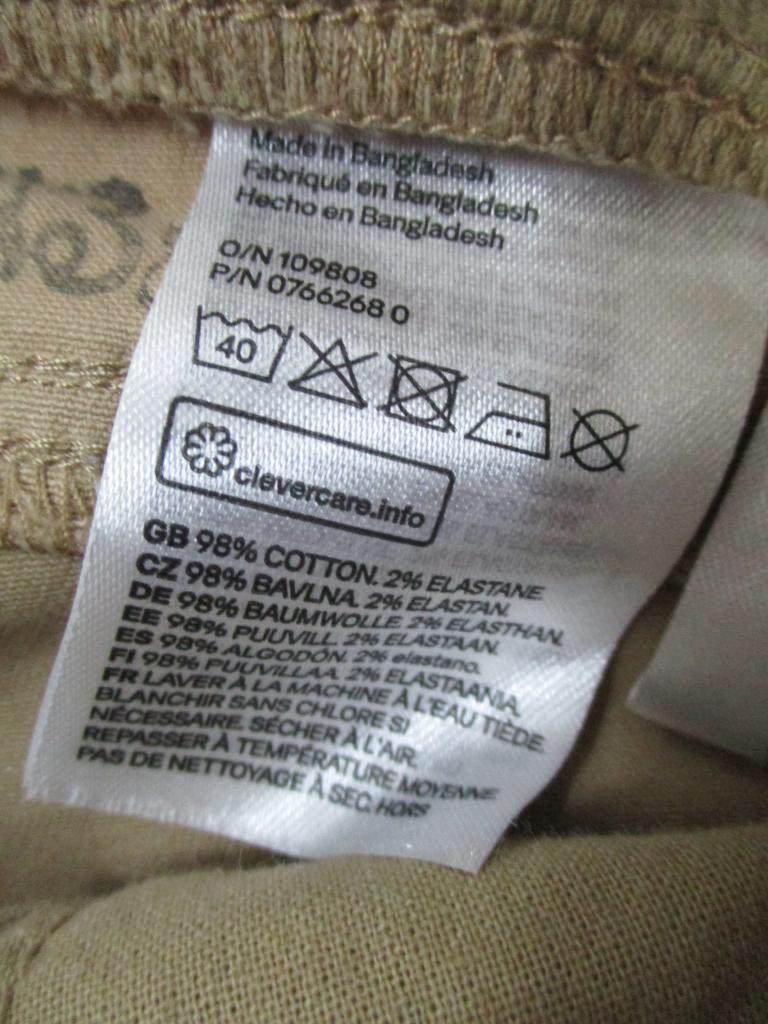 Made in Bangladesh
Fabriqué en Bangladesh
Hecho en Bangladesh
O/N 109808
P/N 0766268 0
40
clevercare.info
GB 98% COTTON. 2% ELASTANE
CZ 98% BAVLNA. 2% ELASTAN.
DE 98% BAUMWOLLE. 2% ELASTHAN.
EE 98% PUUVILL. 2% ELASTAAN.
ES 98% ALGODÓN. 2% elastano.
FI 98% PUUVILLAA. 2% ELASTAANIA.
FR LAVER À LA MACHINE À L'EAU TIÈDE.
BLANCHIR SANS CHLORE SI
NÉCESSAIRE. SÉCHER À L'AIR.
REPASSER À TEMPÉRATURE MOYENNE
PAS DE NETTOYAGE À SEC. HORS